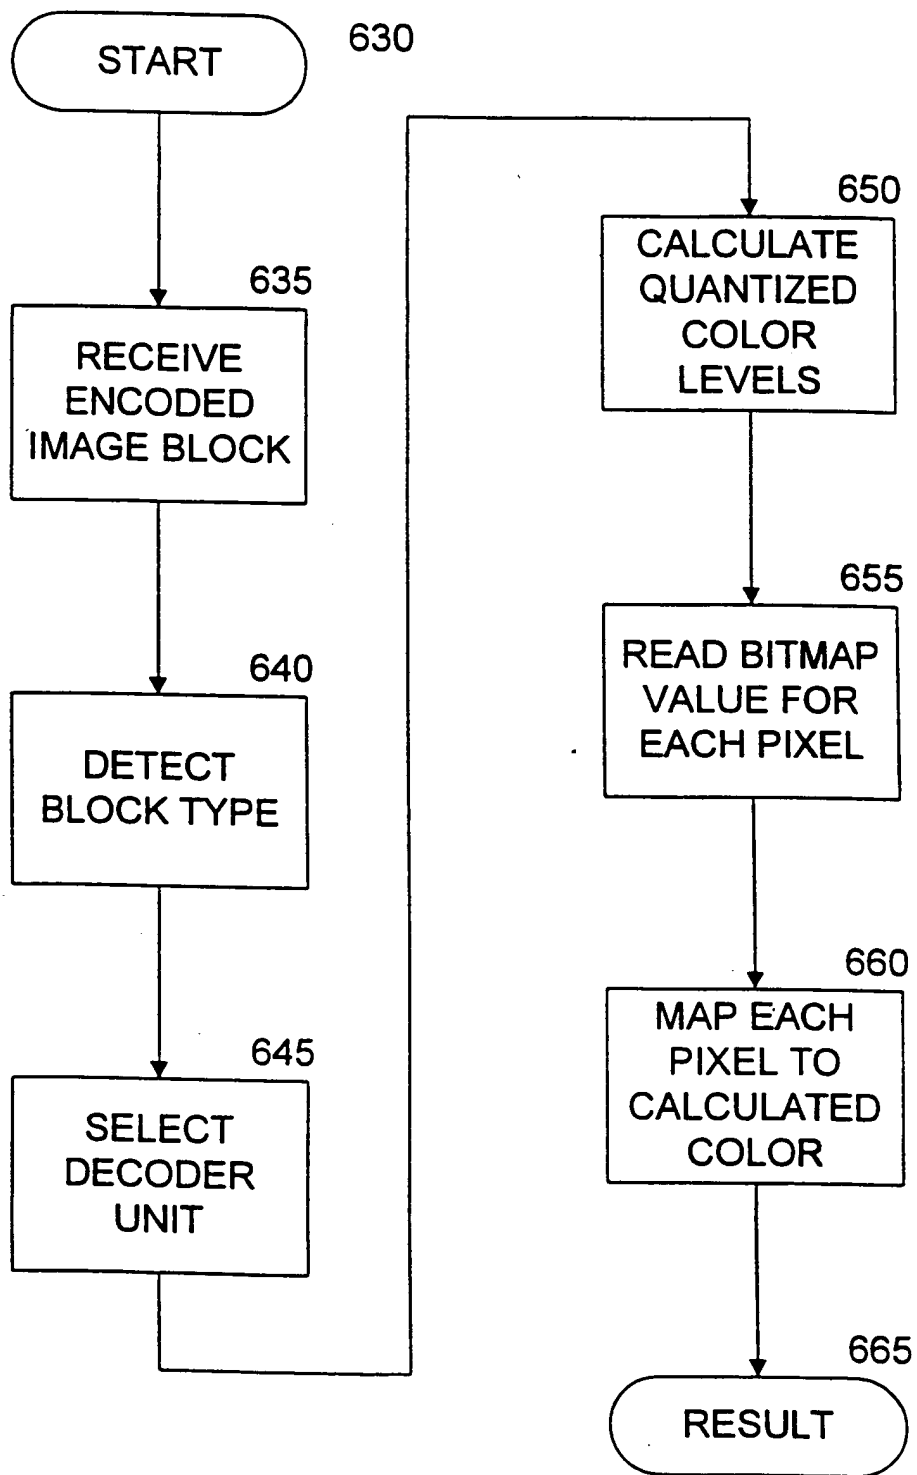 630
START
635
RECEIVE
ENCODED
IMAGE BLOCK
640
DETECT
BLOCK TYPE
645
SELECT
DECODER
UNIT
650
CALCULATE
QUANTIZED
COLOR
LEVELS
655
READ BITMAP
VALUE FOR
EACH PIXEL
660
MAP EACH
PIXEL TO
CALCULATED
COLOR
665
RESULT